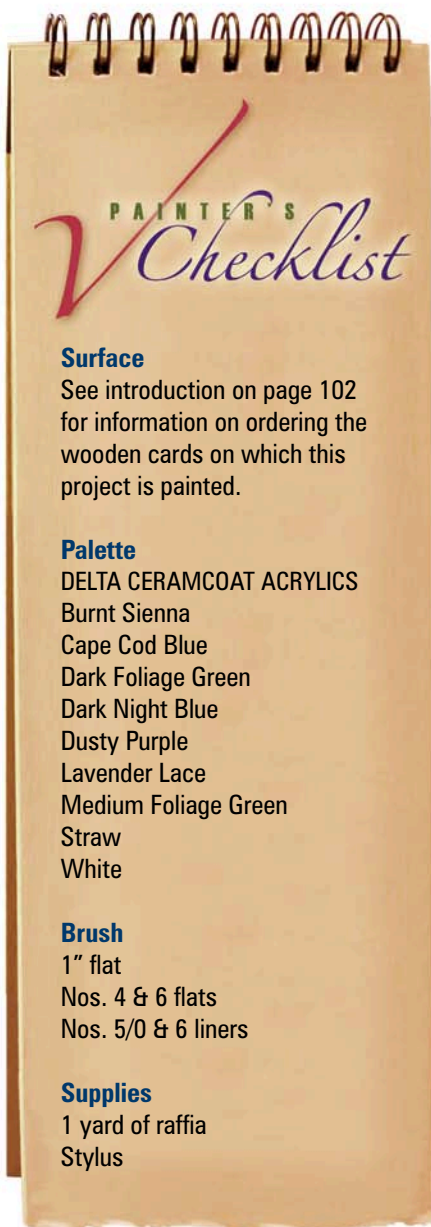 PAINTER'S
Checklist
Surface
See introduction on page 102
for information on ordering the
wooden cards on which this
project is painted.
Palette
DELTA CERAMCOAT ACRYLICS
Burnt Sienna
Cape Cod Blue
Dark Foliage Green
Dark Night Blue
Dusty Purple
Lavender Lace
Medium Foliage Green
Straw
White
Brush
1” flat
Nos. 4 & 6 flats
Nos. 5/0 & 6 liners
Supplies
1 yard of raffia
Stylus